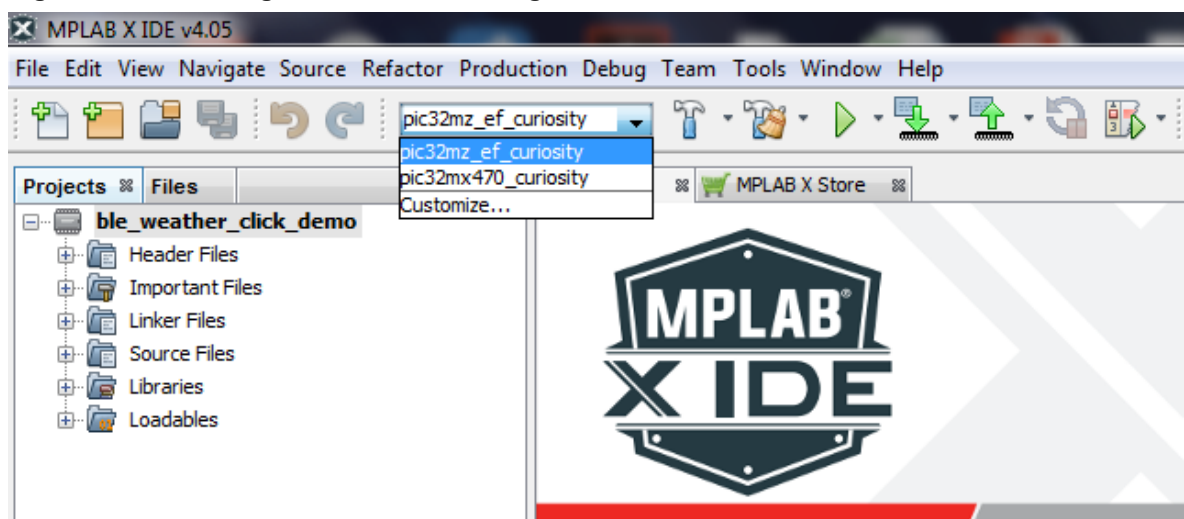 MPLAB X IDE v4.05
File Edit View Navigate Source Refactor Production Debug Team Tools Window Help
pic32mz_ef_curiosity
pic32mz_ef_curiosity
pic32mx470_curiosity
Customize...
Projects Files
MPLAB X Store
ble_weather_click_demo
Header Files
Important Files
Linker Files
Source Files
Libraries
Loadables
MPLAB®
X IDE